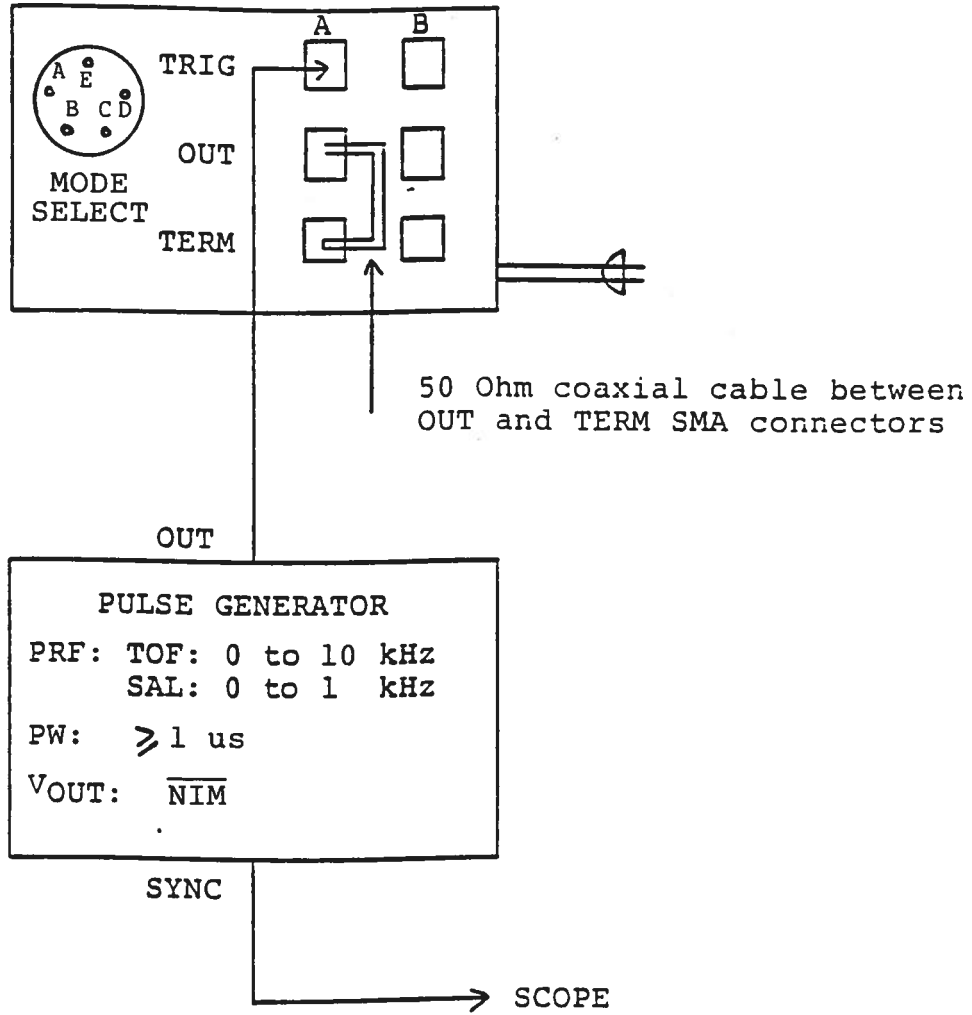 A B
TRIG
A E
B C D
OUT
MODE
SELECT
TERM
50 Ohm coaxial cable between
OUT and TERM SMA connectors
OUT
PULSE GENERATOR
PRF: TOF: 0 to 10 kHz
SAL: 0 to 1 kHz
PW: ⩾ 1 us
VOUT: N̅I̅M̅
SYNC
SCOPE